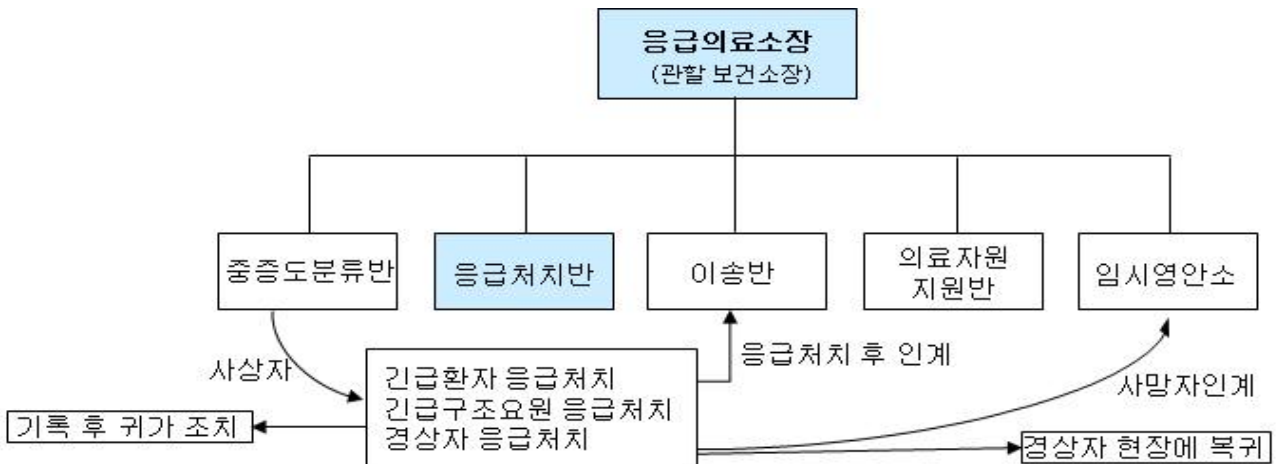 응급의료소장
(관할 보건소장)
중증도분류반
응급처치반
이송반
의료자원
지원반
임시영안소
사상자
긴급환자 응급처치
긴급구조요원 응급처치
경상자 응급처치
응급처치 후 인계
사망자인계
기록 후 귀가 조치
경상자 현장에 복귀